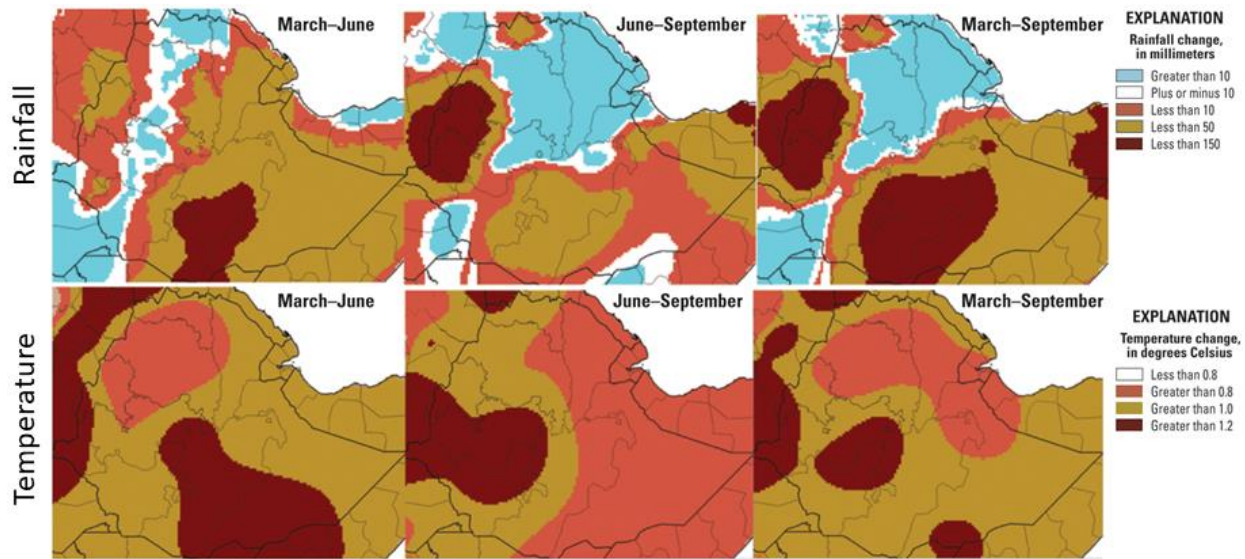 March–June
June–September
March–September
EXPLANATION
Rainfall change,
in millimeters
Greater than 10
Plus or minus 10
Less than 10
Less than 50
Less than 150
Rainfall
March–June
June–September
March–September
EXPLANATION
Temperature change,
in degrees Celsius
Less than 0.8
Greater than 0.8
Greater than 1.0
Greater than 1.2
Temperature